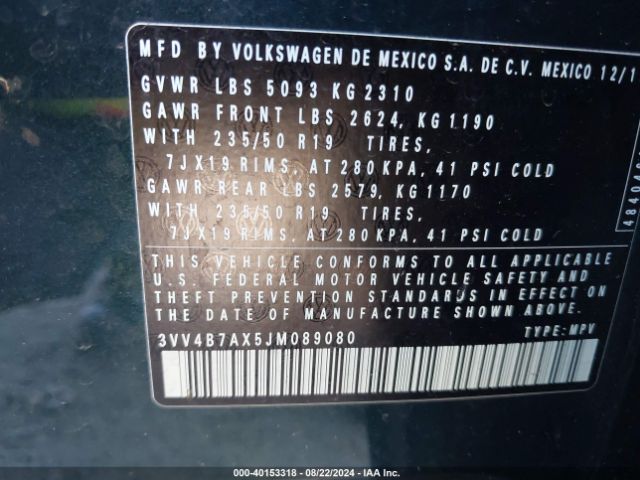 MFD BY VOLKSWAGEN DE MEXICO S.A. DE C.V. MEXICO 12/1
GVWR LBS 5093 KG 2310
GAWR FRONT LBS 2624, KG 1190
WITH 235/50 R19 TIRES,
7JX19 RIMS, AT 280 KPA, 41 PSI COLD
GAWR REAR LBS 2579, KG 1170
WITH 235/50 R19 TIRES,
7JX19 RIMS, AT 280 KPA, 41 PSI COLD
THIS VEHICLE CONFORMS TO ALL APPLICABLE
U.S. FEDERAL MOTOR VEHICLE SAFETY AND
THEFT PREVENTION STANDARDS IN EFFECT ON
THE DATE OF MANUFACTURE SHOWN ABOVE.
3VV4B7AX5JM089080 TYPE: MPV
000-40153318 - 08/22/2024 - IAA Inc.